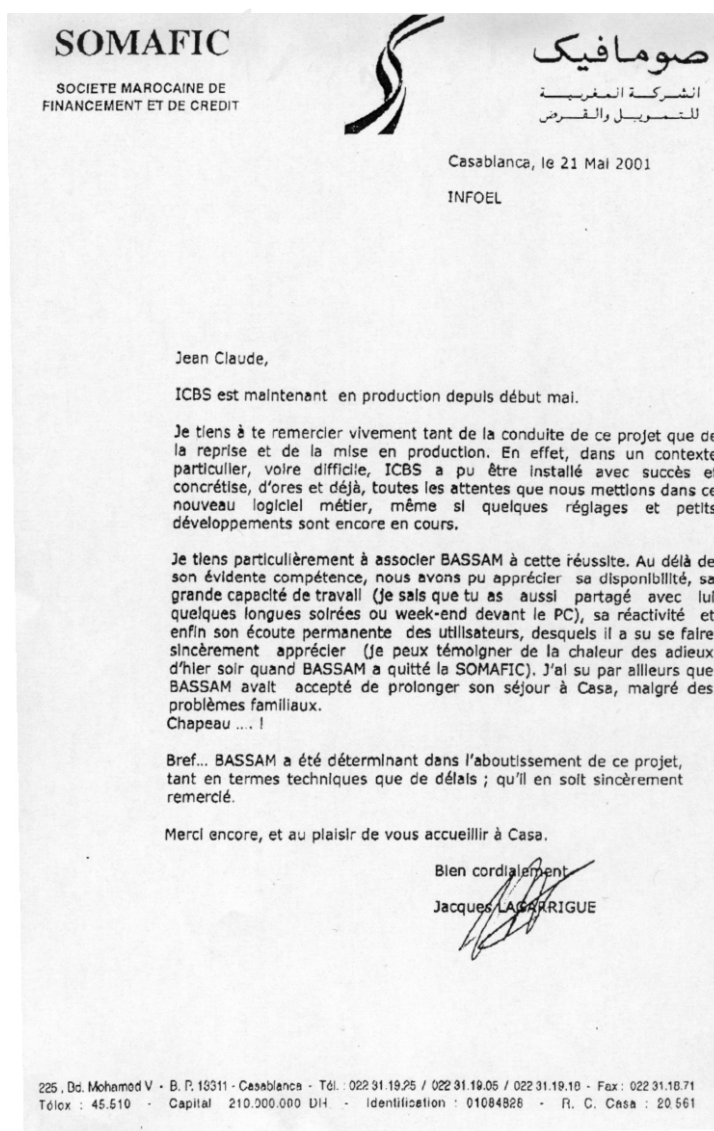 SOMAFIC
SOCIETE MAROCAINE DE
FINANCEMENT ET DE CREDIT
صومافيك
الشركة المغربية
للتمويل والقرض
Casablanca, le 21 Mai 2001
INFOEL
Jean Claude,
ICBS est maintenant en production depuis début mai.
Je tiens à te remercier vivement tant de la conduite de ce projet que de
la reprise et de la mise en production. En effet, dans un contexte
particulier, voire difficile, ICBS a pu être installé avec succès et
concrétise, d'ores et déjà, toutes les attentes que nous mettions dans ce
nouveau logiciel métier, même si quelques réglages et petits
développements sont encore en cours.
Je tiens particulièrement à associer BASSAM à cette réussite. Au délà de
son évidente compétence, nous avons pu apprécier sa disponibilité, sa
grande capacité de travail (je sais que tu as aussi partagé avec lui
quelques longues soirées ou week-end devant le PC), sa réactivité et
enfin son écoute permanente des utilisateurs, desquels il a su se faire
sincèrement apprécier (je peux témoigner de la chaleur des adieux
d'hier soir quand BASSAM a quitté la SOMAFIC). J'ai su par ailleurs que
BASSAM avait accepté de prolonger son séjour à Casa, malgré des
problèmes familiaux.
Chapeau .... !
Bref... BASSAM a été déterminant dans l'aboutissement de ce projet,
tant en termes techniques que de délais ; qu'il en soit sincèrement
remercié.
Merci encore, et au plaisir de vous accueillir à Casa.
Bien cordialement
Jacques LAGARRIGUE
225, Bd. Mohamed V - B. P. 13311 - Casablanca - Tél. : 022 31.19.25 / 022 31.19.05 / 022 31.19.18 - Fax : 022 31.18.71
Télex : 45.510 - Capital 210.000.000 DH - Identification : 01084828 - R. C. Casa : 20 561